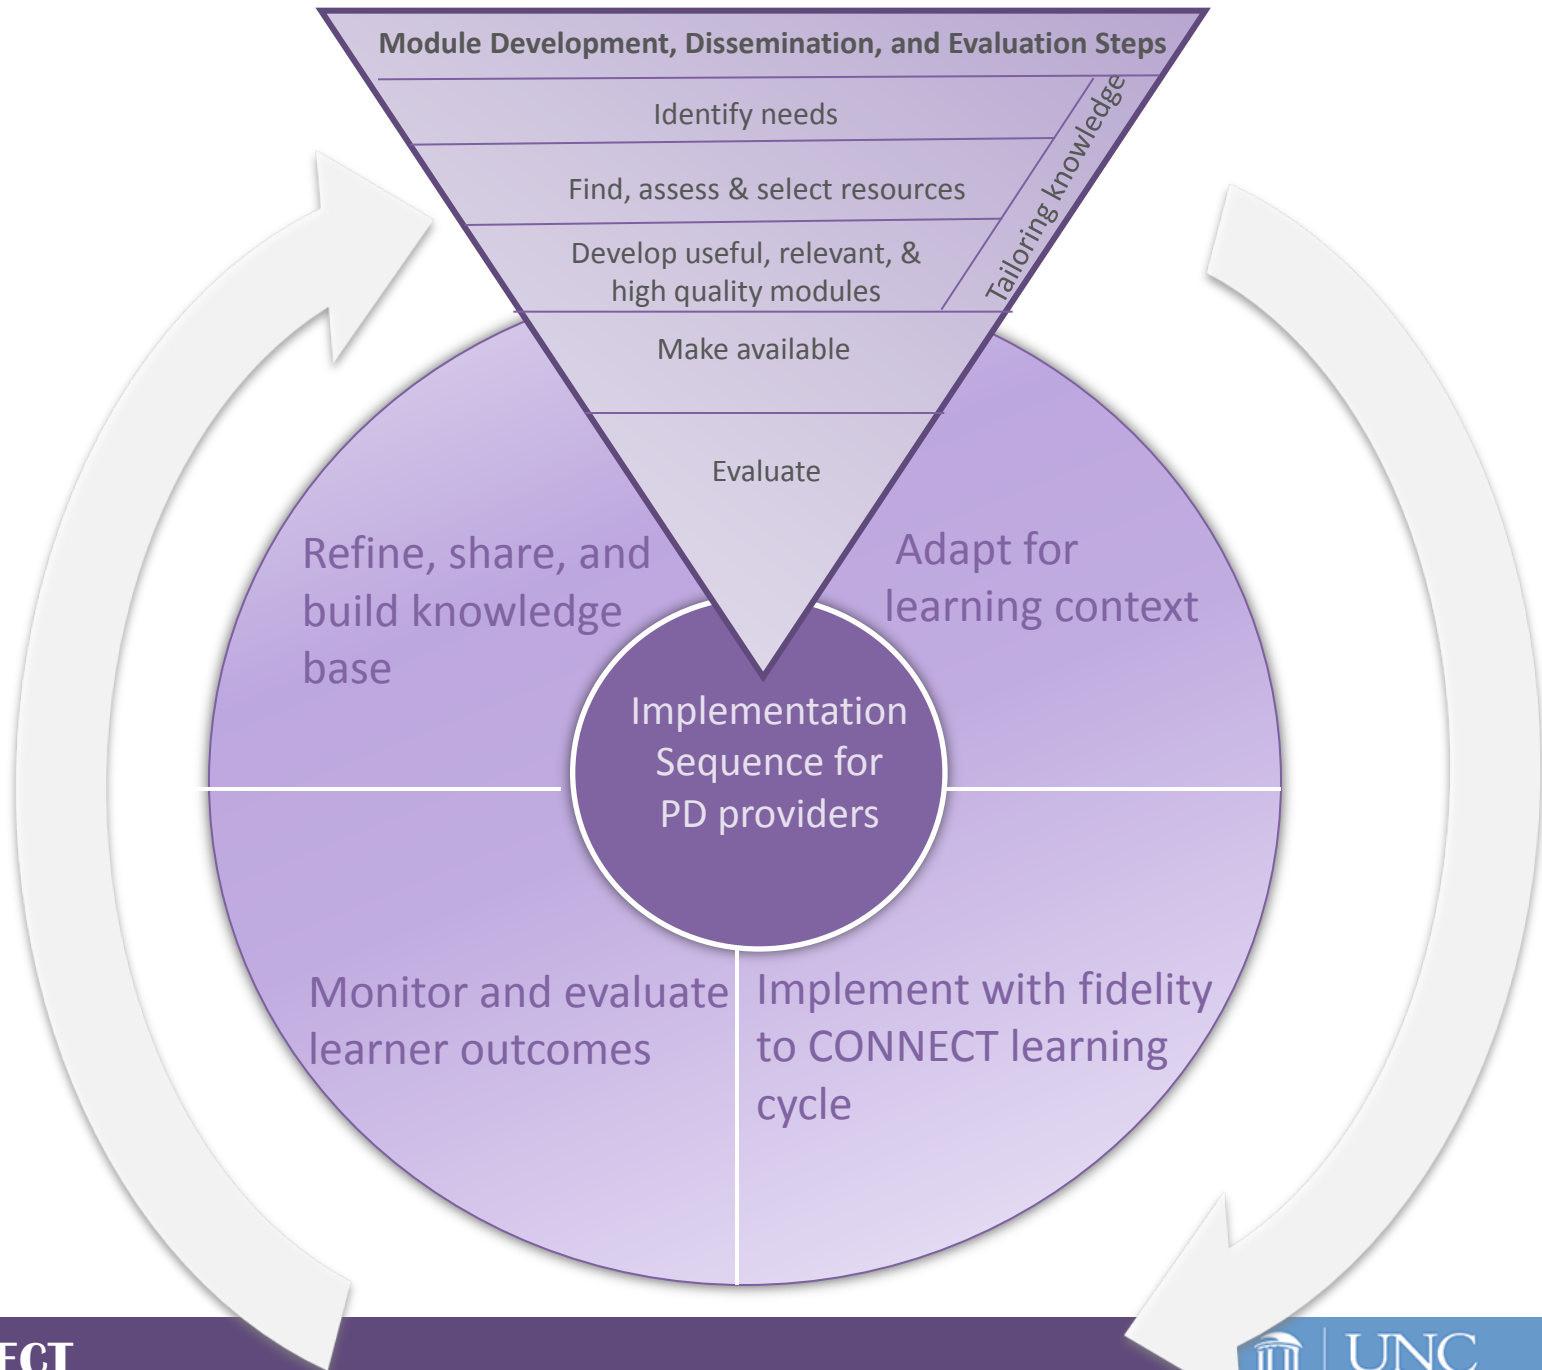 Module Development, Dissemination, and Evaluation Steps
Identify needs
Find, assess & select resources
Develop useful, relevant, &
high quality modules
Tailoring knowledge
Make available
Evaluate
Refine, share, and
build knowledge
base
Adapt for
learning context
Implementation
Sequence for
PD providers
Monitor and evaluate
learner outcomes
Implement with fidelity
to CONNECT learning
cycle
ECT
UNC